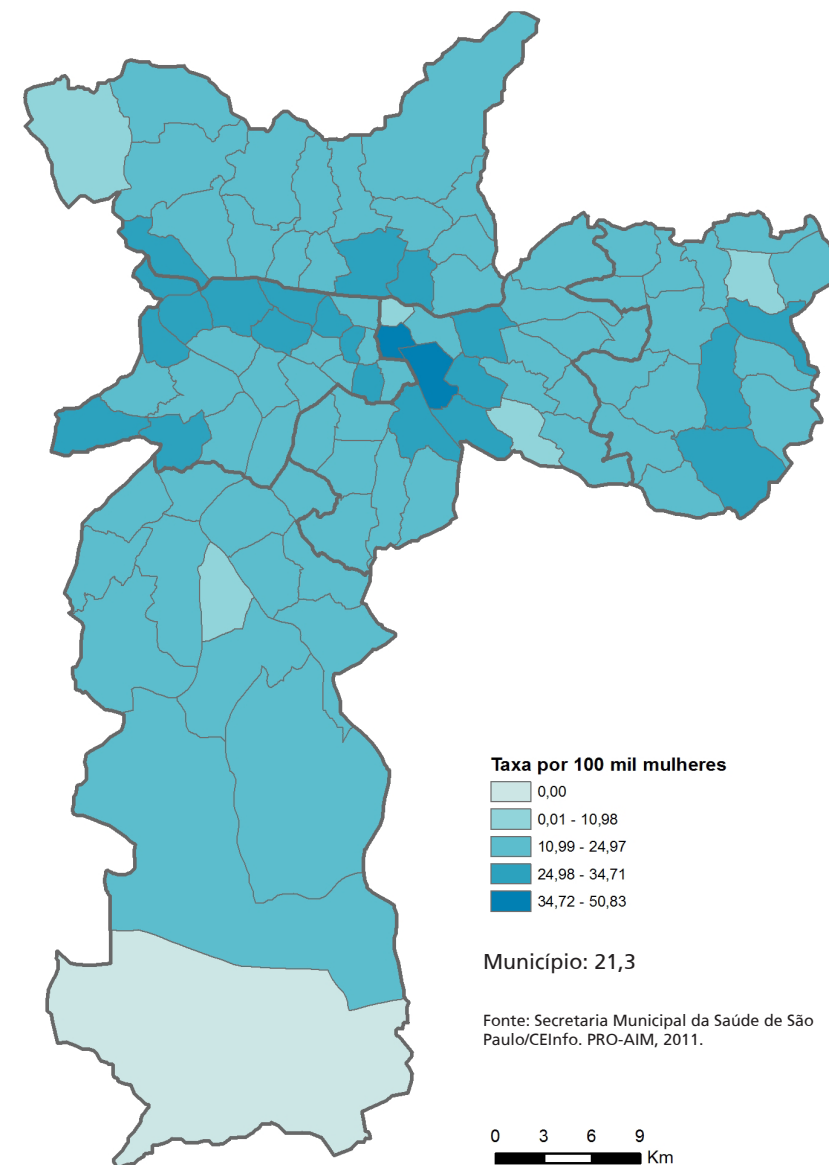 Taxa por 100 mil mulheres
0,00
0,01 - 10,98
10,99 - 24,97
24,98 - 34,71
34,72 - 50,83
Município: 21,3
Fonte: Secretaria Municipal da Saúde de São
Paulo/CEInfo. PRO-AIM, 2011.
0 3 6 9
Km